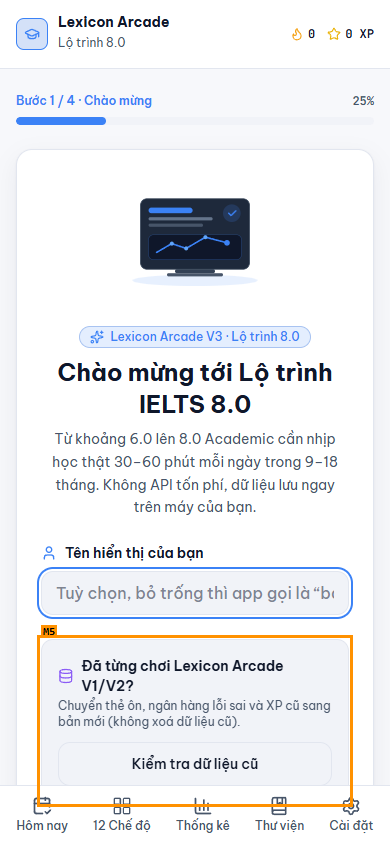 Lexicon Arcade
Lộ trình 8.0
0
0 XP
Bước 1 / 4 · Chào mừng
25%
Lexicon Arcade V3 · Lộ trình 8.0
Chào mừng tới Lộ trình
IELTS 8.0
Từ khoảng 6.0 lên 8.0 Academic cần nhịp
học thật 30–60 phút mỗi ngày trong 9–18
tháng. Không API tốn phí, dữ liệu lưu ngay
trên máy của bạn.
Tên hiển thị của bạn
Tuỳ chọn, bỏ trống thì app gọi là “bạ
M5
Đã từng chơi Lexicon Arcade
V1/V2?
Chuyển thẻ ôn, ngân hàng lỗi sai và XP cũ sang
bản mới (không xoá dữ liệu cũ).
Kiểm tra dữ liệu cũ
Hôm nay
12 Chế độ
Thống kê
Thư viện
Cài đặt